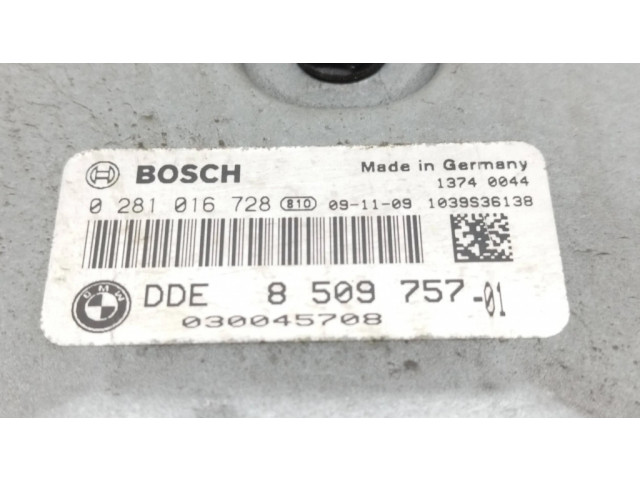 BOSCH Made in Germany
1374 0044
0 281 016 728 810 09-11-09 1039S36138
BMW DDE 8 509 757-01
030045708